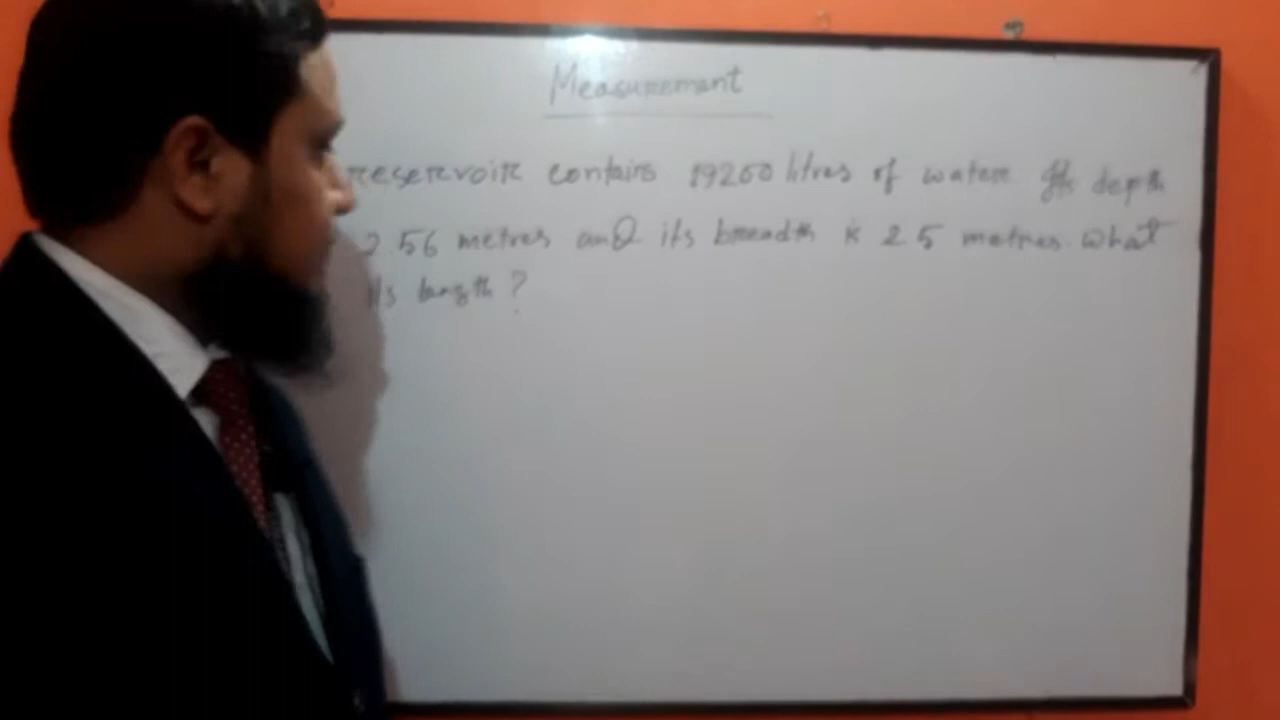 Measurement
reservoir contains 19200 litres of water Its depth
2.56 metres and its breadth is 2.5 metres. What
its length ?